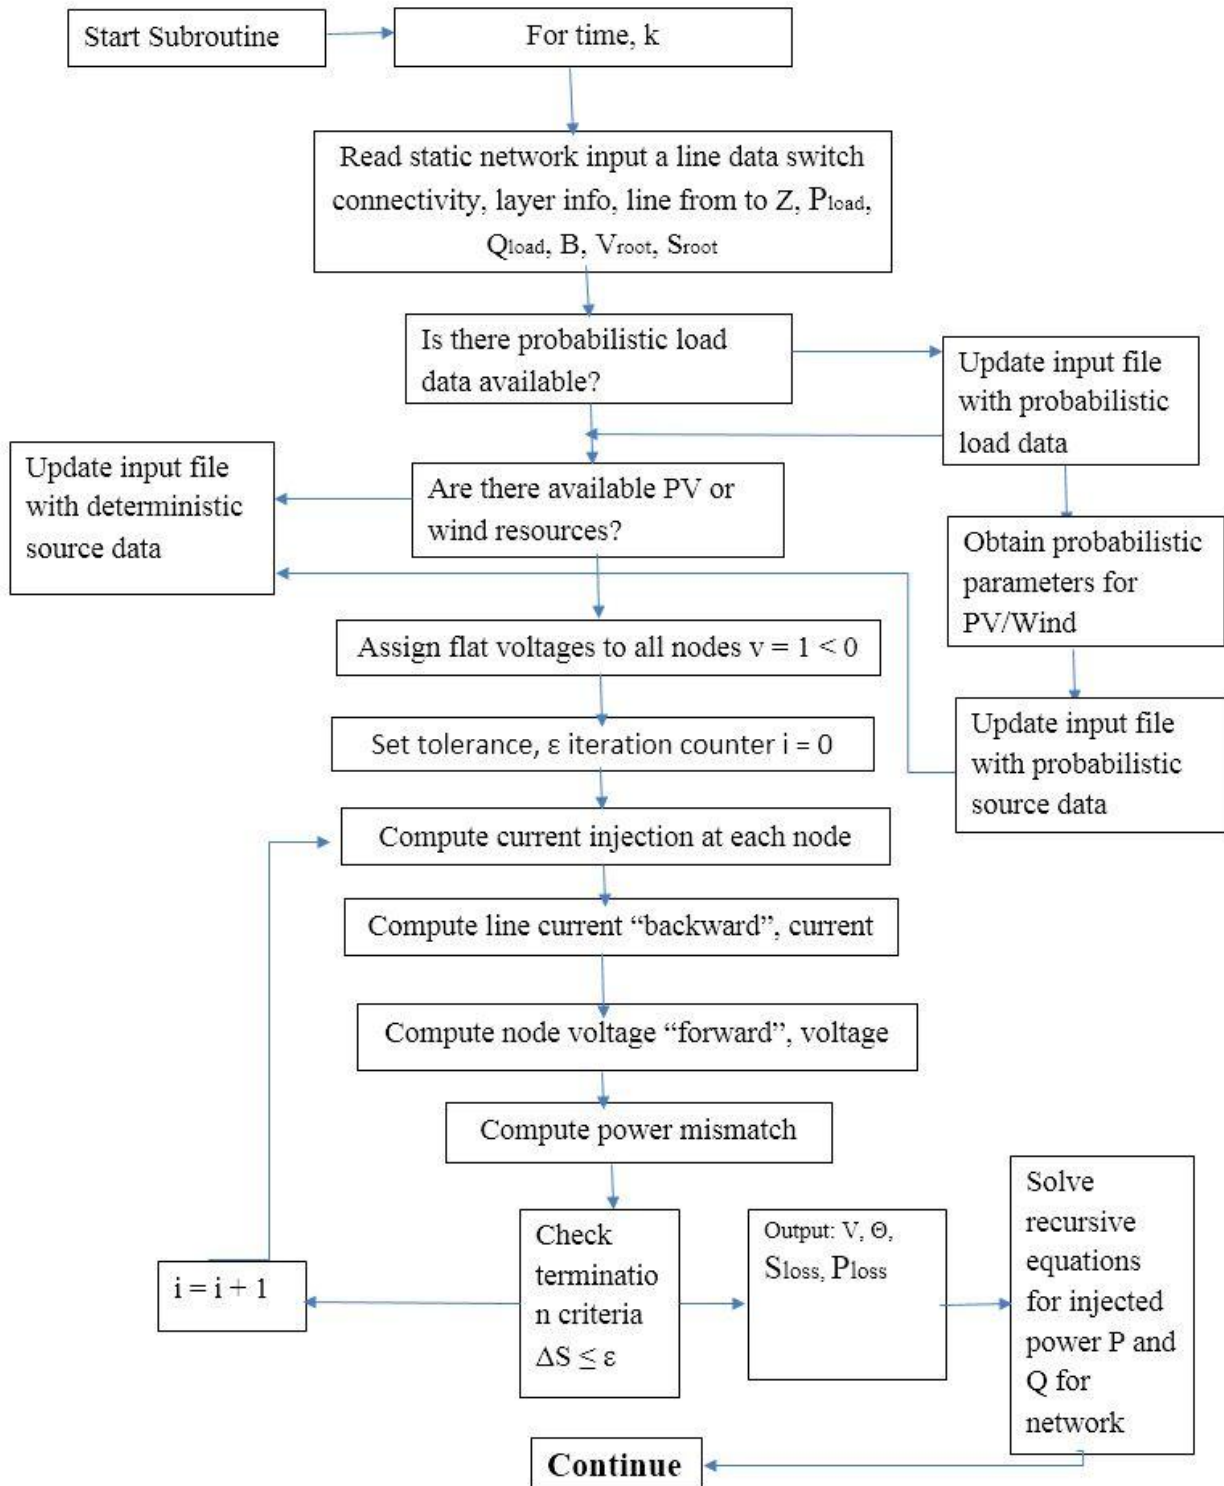 Start Subroutine
For time, k
Read static network input a line data switch
connectivity, layer info, line from to Z, Pload,
Qload, B, Vroot, Sroot
Is there probabilistic load
data available?
Update input file
with probabilistic
load data
Update input file
with deterministic
source data
Are there available PV or
wind resources?
Obtain probabilistic
parameters for
PV/Wind
Assign flat voltages to all nodes v = 1 < 0
Update input file
with probabilistic
source data
Set tolerance, ε iteration counter i = 0
Compute current injection at each node
Compute line current “backward”, current
Compute node voltage “forward”, voltage
Compute power mismatch
Check
terminatio
n criteria
ΔS ≤ ε
i = i + 1
Output: V, Θ,
Sloss, Ploss
Solve
recursive
equations
for injected
power P and
Q for
network
Continue